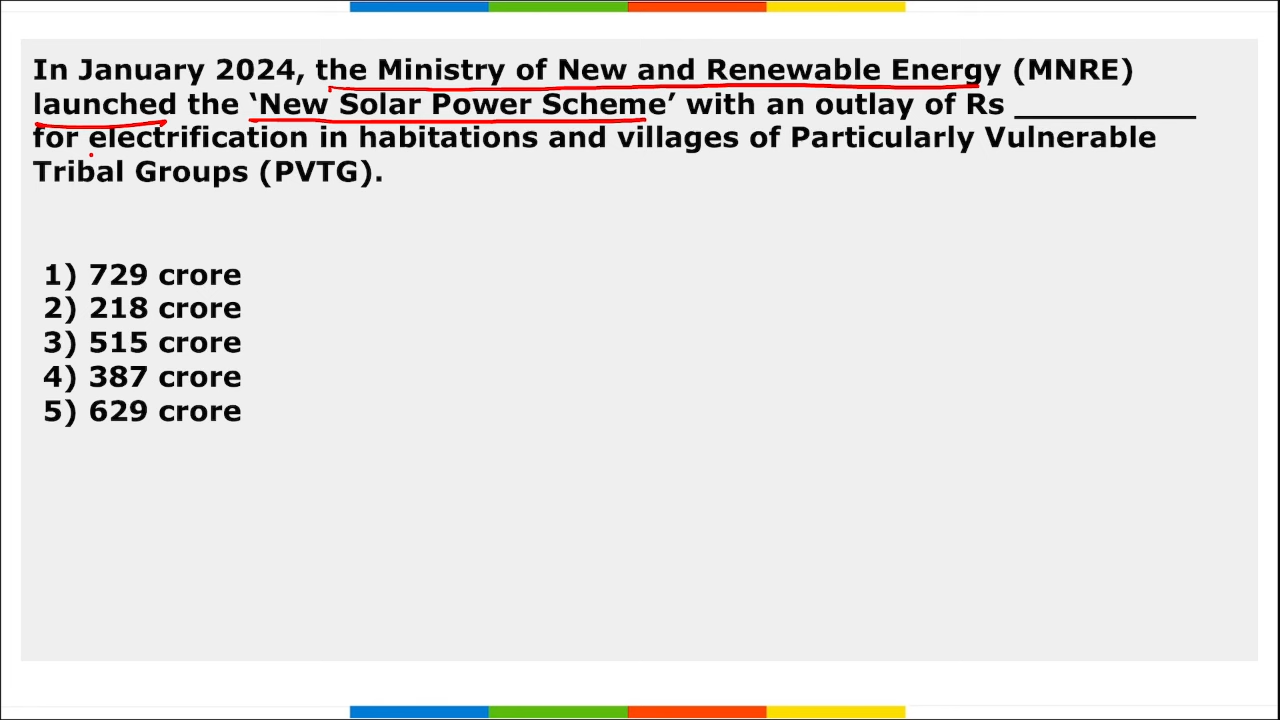 In January 2024, the Ministry of New and Renewable Energy (MNRE)
launched the ‘New Solar Power Scheme’ with an outlay of Rs ___________
for electrification in habitations and villages of Particularly Vulnerable
Tribal Groups (PVTG).
1) 729 crore
2) 218 crore
3) 515 crore
4) 387 crore
5) 629 crore